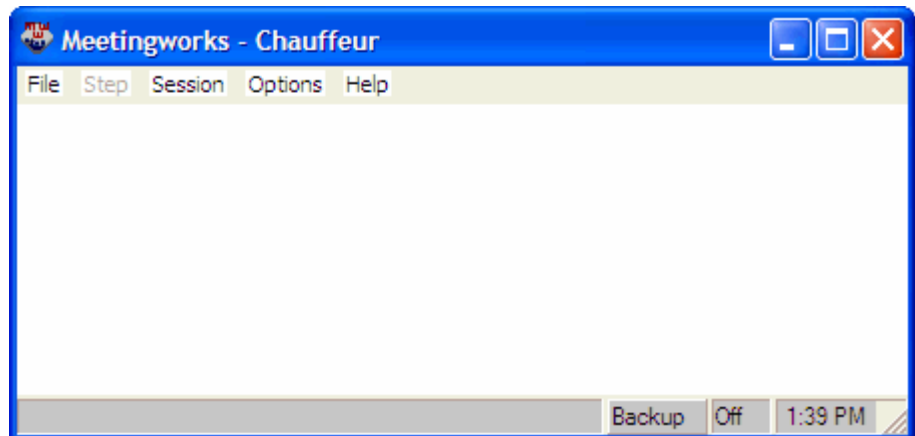 Meetingworks - Chauffeur
File Step Session Options Help
Backup Off 1:39 PM